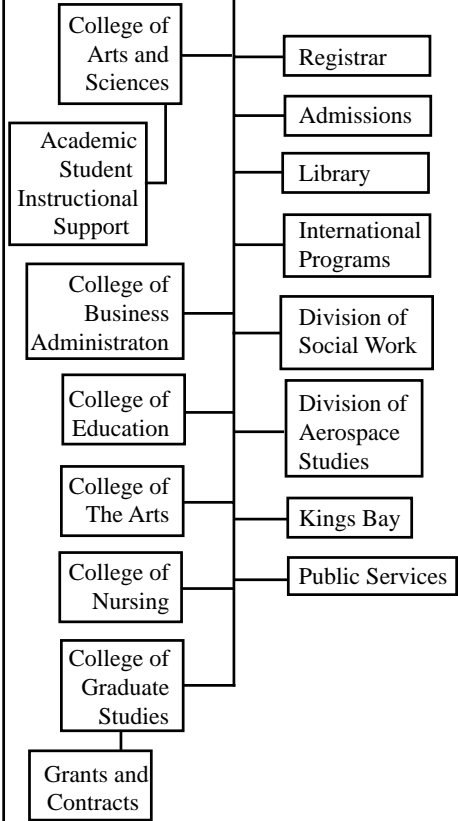 College of
Arts and
Sciences
Academic
Student
Instructional
Support
College of
Business
Administraton
College of
Education
College of
The Arts
College of
Nursing
College of
Graduate
Studies
Grants and
Contracts
Registrar
Admissions
Library
International
Programs
Division of
Social Work
Division of
Aerospace
Studies
Kings Bay
Public Services